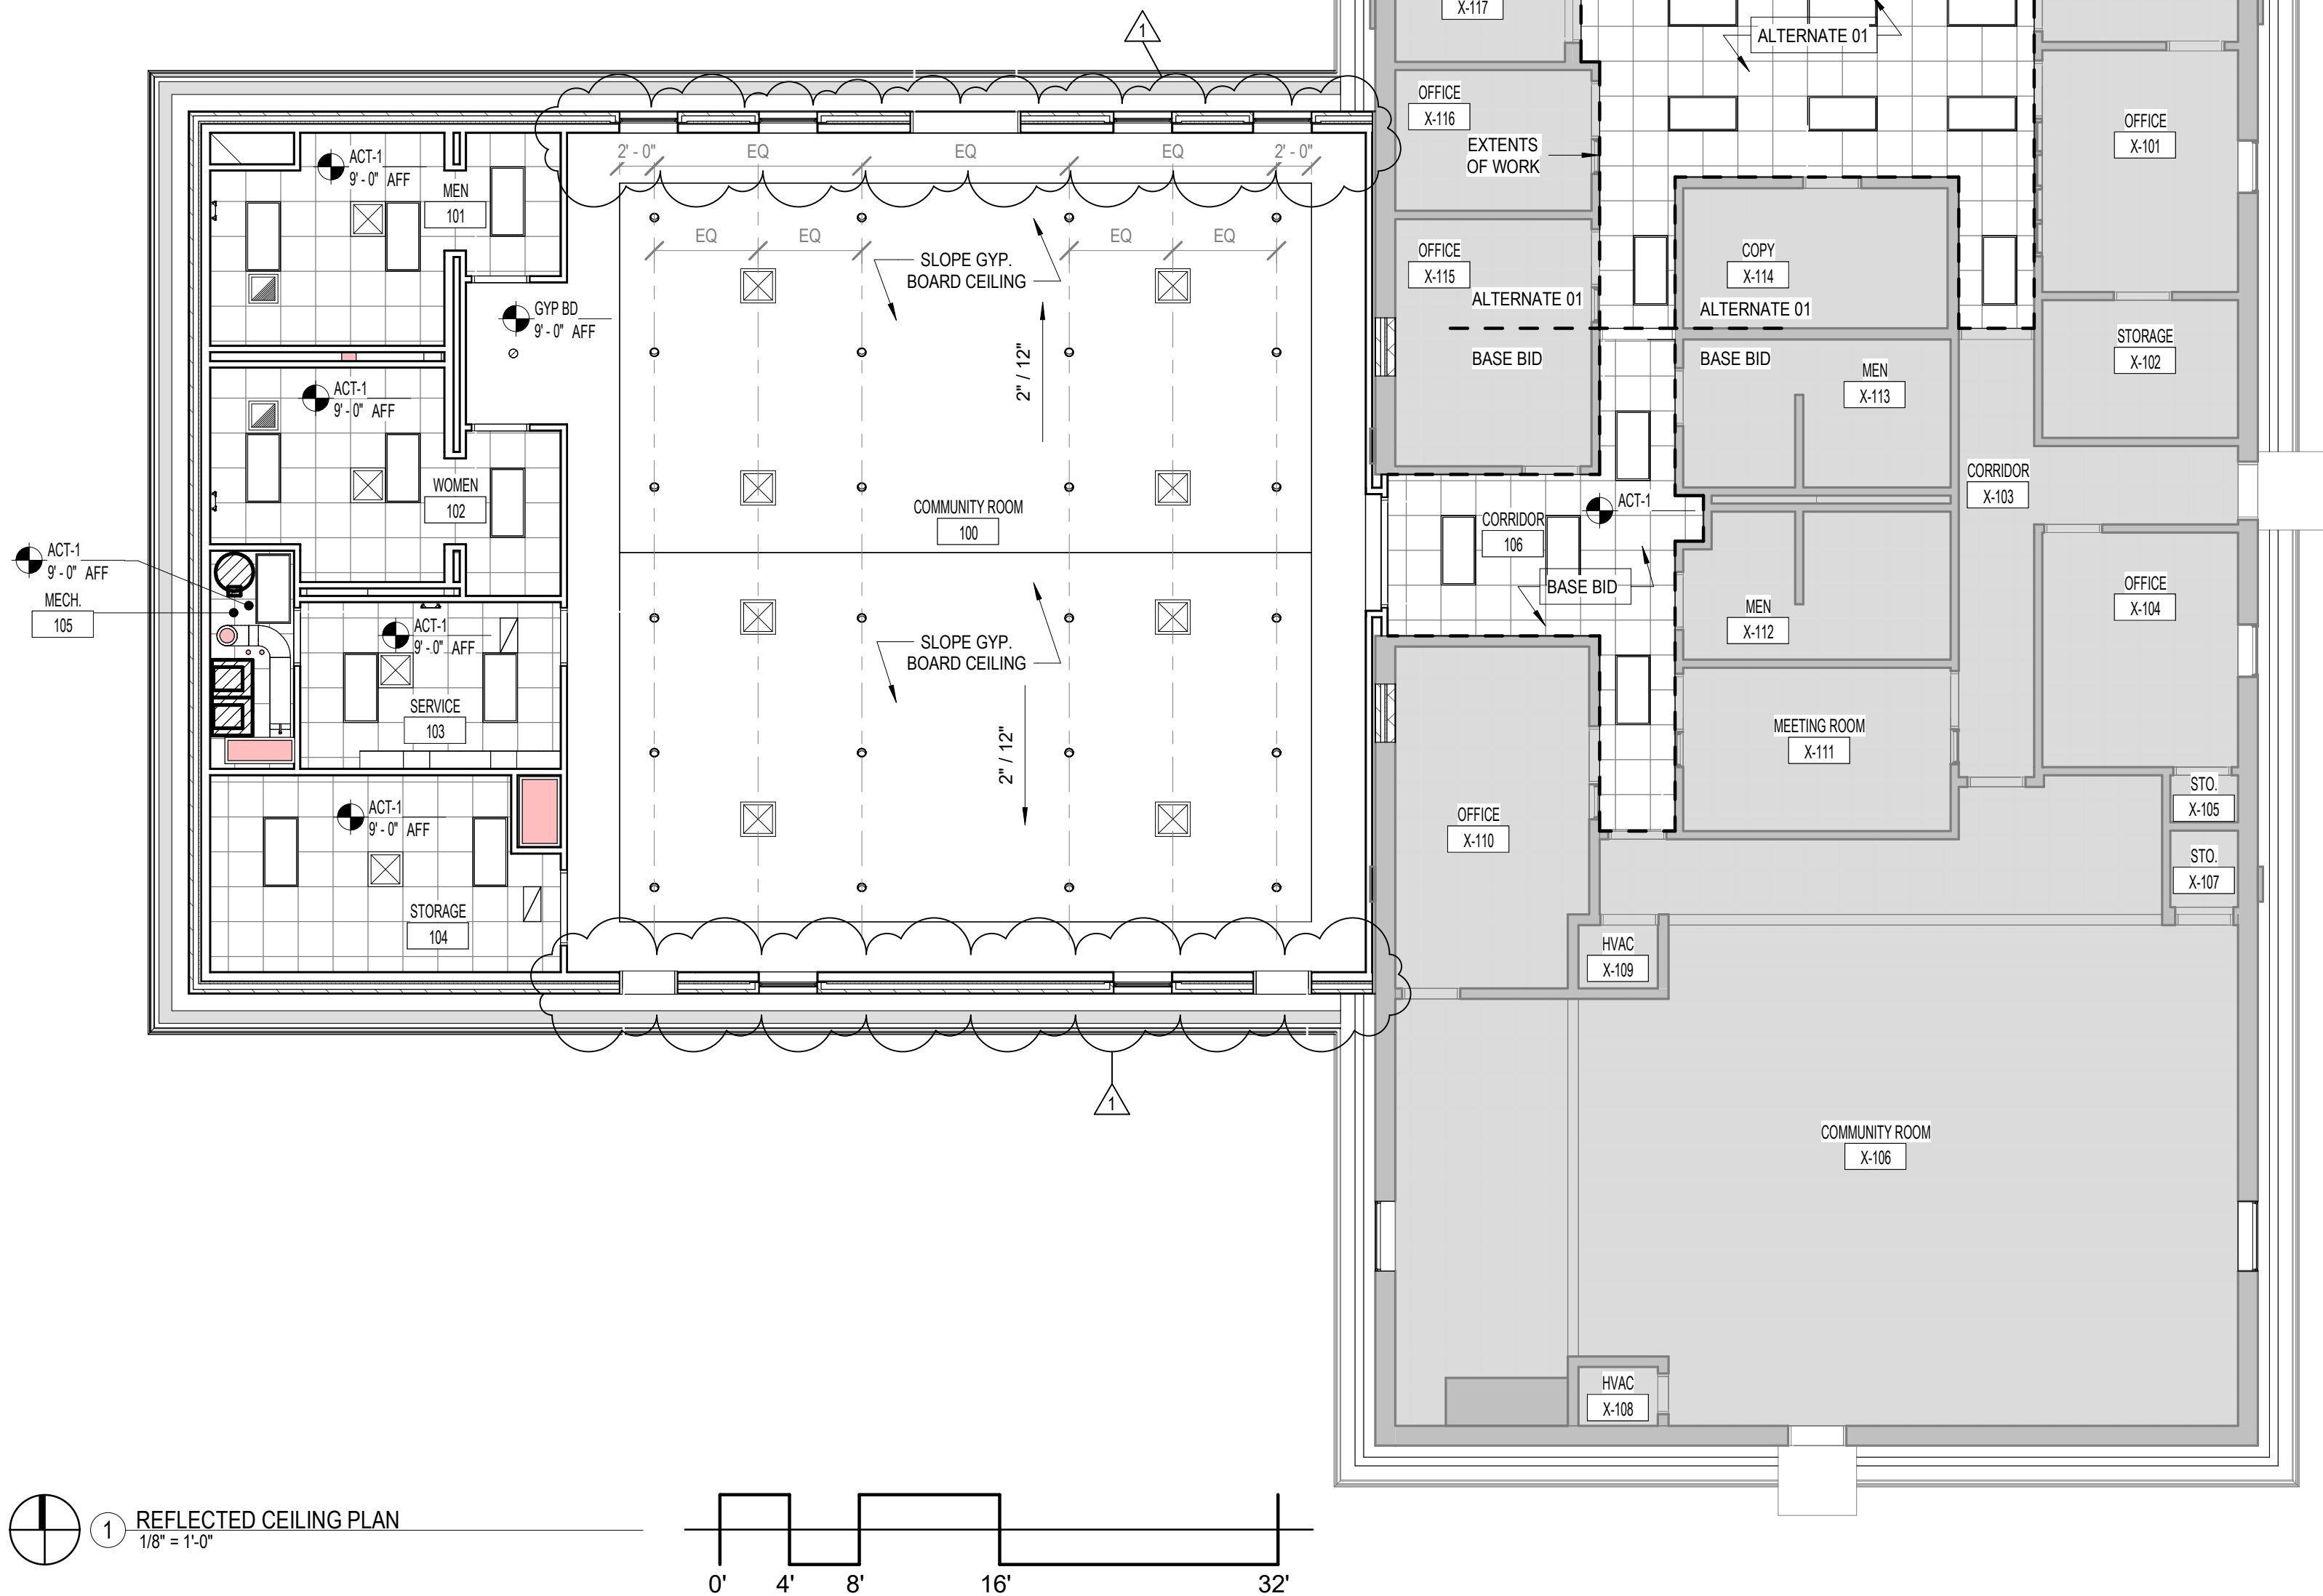 1
X-117
ALTERNATE 01
OFFICE
X-116
EXTENTS
OF WORK
OFFICE
X-101
ACT-1
9' - 0" AFF
MEN
101
2' - 0"
EQ
EQ
EQ
2' - 0"
EQ
EQ
EQ
EQ
SLOPE GYP.
BOARD CEILING
OFFICE
X-115
COPY
X-114
ALTERNATE 01
ALTERNATE 01
GYP BD
9' - 0" AFF
2" / 12"
BASE BID
BASE BID
MEN
X-113
STORAGE
X-102
ACT-1
9' - 0" AFF
WOMEN
102
COMMUNITY ROOM
100
CORRIDOR
106
ACT-1
CORRIDOR
X-103
ACT-1
9' - 0" AFF
MECH.
105
BASE BID
OFFICE
X-104
MEN
X-112
ACT-1
9' - 0" AFF
SLOPE GYP.
BOARD CEILING
SERVICE
103
2" / 12"
MEETING ROOM
X-111
STO.
X-105
ACT-1
9' - 0" AFF
OFFICE
X-110
STO.
X-107
STORAGE
104
HVAC
X-109
1
COMMUNITY ROOM
X-106
HVAC
X-108
1
REFLECTED CEILING PLAN
1/8" = 1'-0"
0'
4'
8'
16'
32'